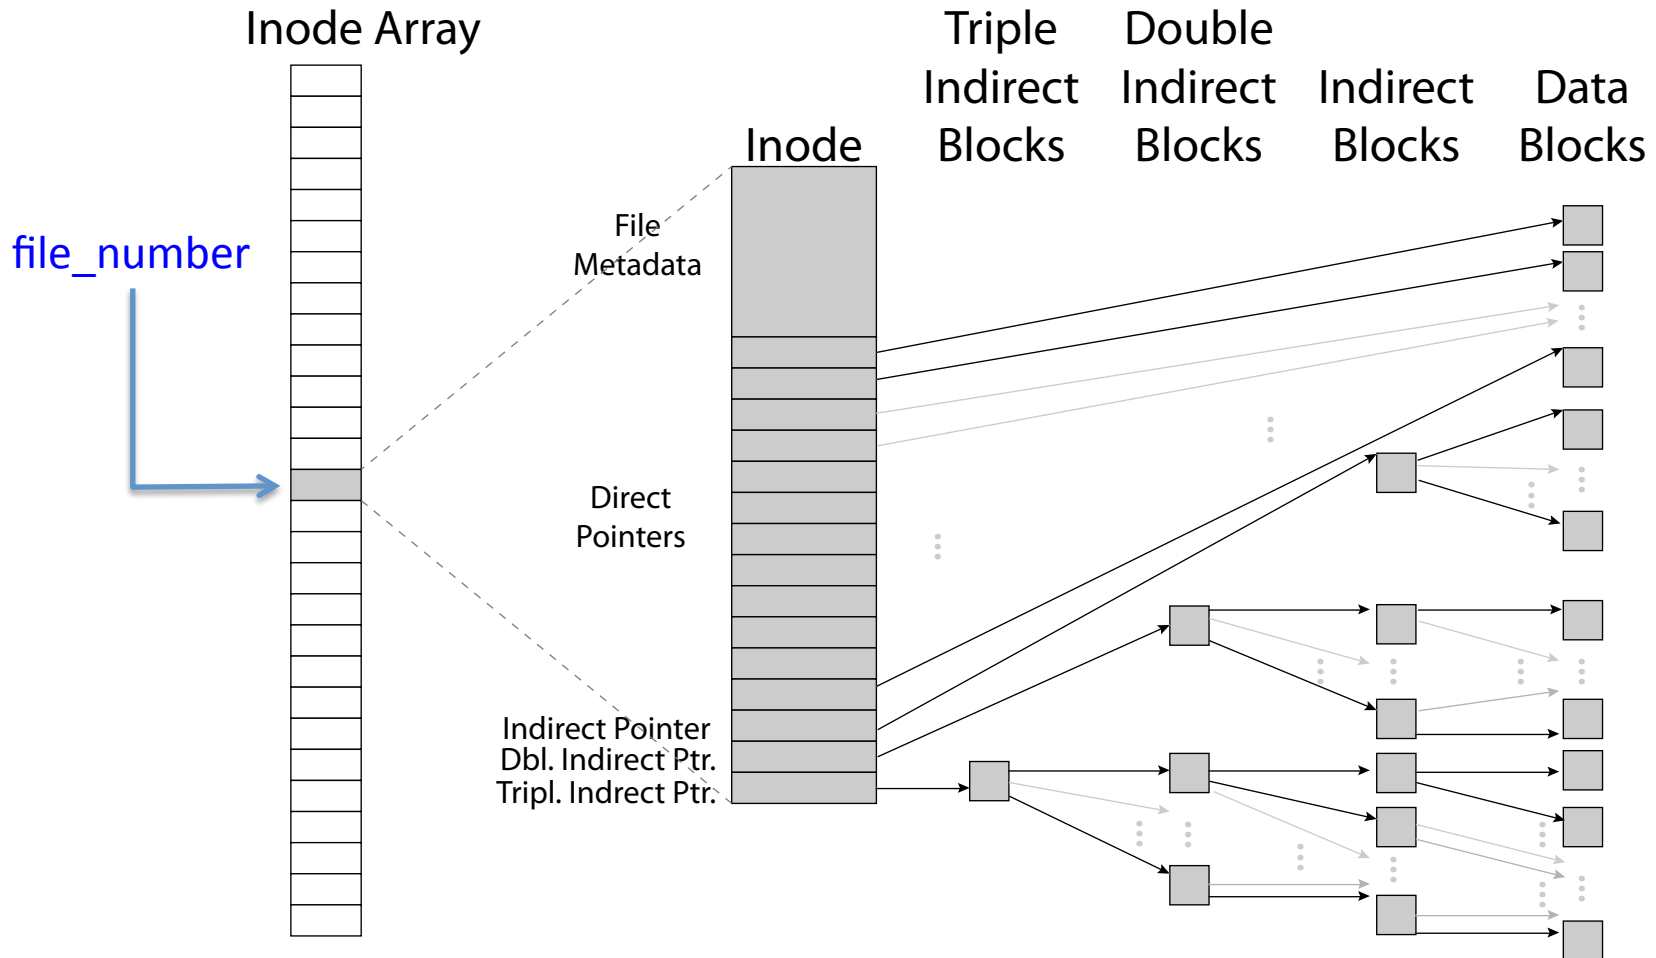 Inode Array
Triple
Indirect
Blocks
Double
Indirect
Blocks
Indirect
Blocks
Data
Blocks
Inode
File
Metadata
file_number
Direct
Pointers
Indirect Pointer
Dbl. Indirect Ptr.
Tripl. Indrect Ptr.